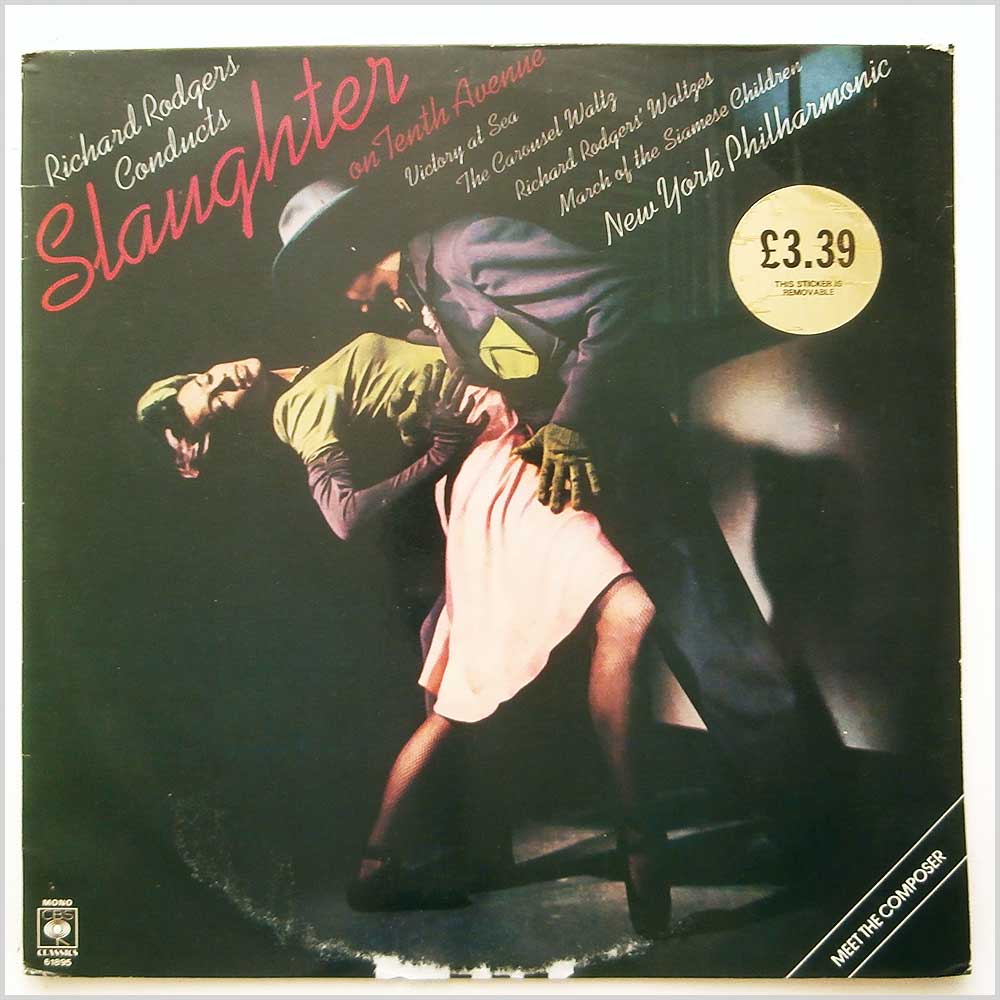 Richard Rodgers
Conducts
Slaughter
on Tenth Avenue
Victory at Sea
The Carousel Waltz
Richard Rodgers' Waltzes
March of the Siamese Children
New York Philharmonic
£3.39
THIS STICKER IS
REMOVABLE
MONO
CBS
CLASSICS
61895
MEET THE COMPOSER